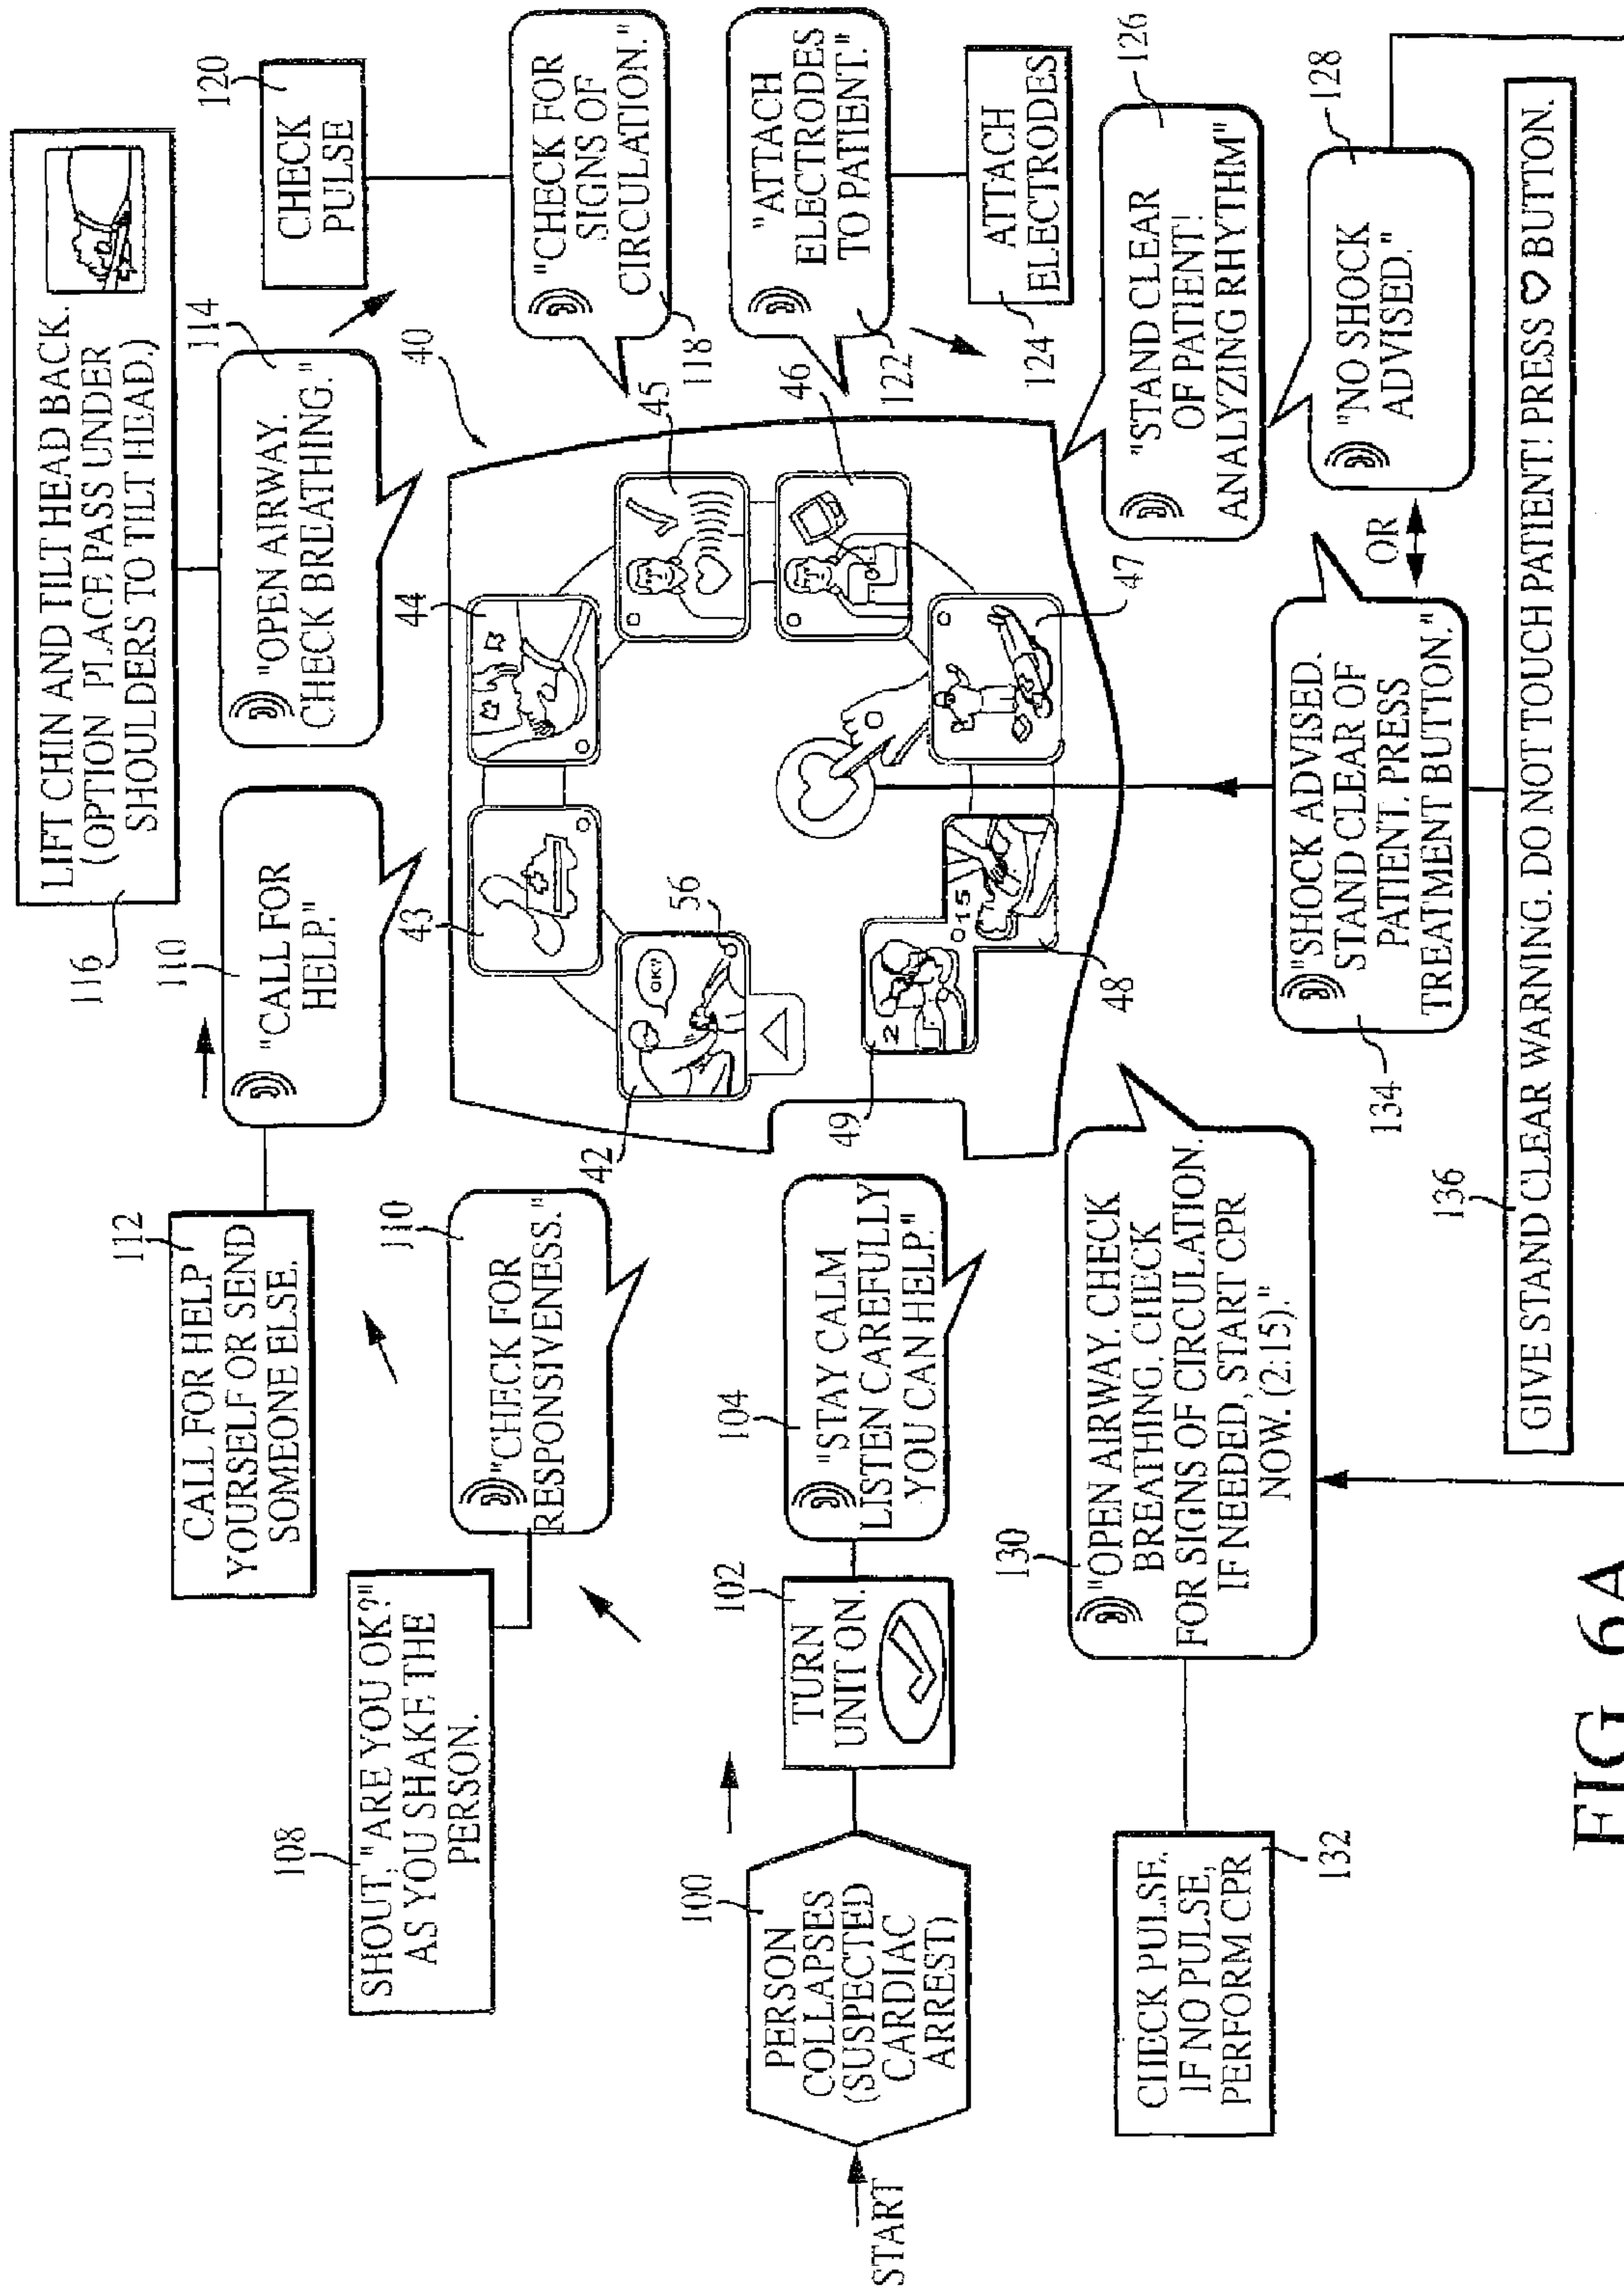 START
100
PERSON
COLLAPSES
(SUSPECTED
CARDIAC
ARREST)
102
TURN
UNIT ON.
104
"STAY CALM
LISTEN CAREFULLY
YOU CAN HELP."
108
SHOUT, "ARE YOU OK?"
AS YOU SHAKE THE
PERSON.
110
"CHECK FOR
RESPONSIVENESS."
112
CALL FOR HELP
YOURSELF OR SEND
SOMEONE ELSE.
110
"CALL FOR
HELP."
116
LIFT CHIN AND TILT HEAD BACK.
(OPTION PLACE PASS UNDER
SHOULDERS TO TILT HEAD.)
114
"OPEN AIRWAY.
CHECK BREATHING."
120
CHECK
PULSE
118
"CHECK FOR
SIGNS OF
CIRCULATION."
122
"ATTACH
ELECTRODES
TO PATIENT."
124
ATTACH
ELECTRODES
40
42
OK?
56
43
44
45
46
47
48
15
49
2
126
"STAND CLEAR
OF PATIENT!
ANALYZING RHYTHM"
128
"NO SHOCK
ADVISED."
OR
134
"SHOCK ADVISED.
STAND CLEAR OF
PATIENT. PRESS
TREATMENT BUTTON."
136
GIVE STAND CLEAR WARNING. DO NOT TOUCH PATIENT! PRESS ♡ BUTTON.
130
"OPEN AIRWAY. CHECK
BREATHING. CHECK
FOR SIGNS OF CIRCULATION.
IF NEEDED, START CPR
NOW. (2:15)."
132
CHECK PULSE.
IF NO PULSE,
PERFORM CPR
FIG. 6A